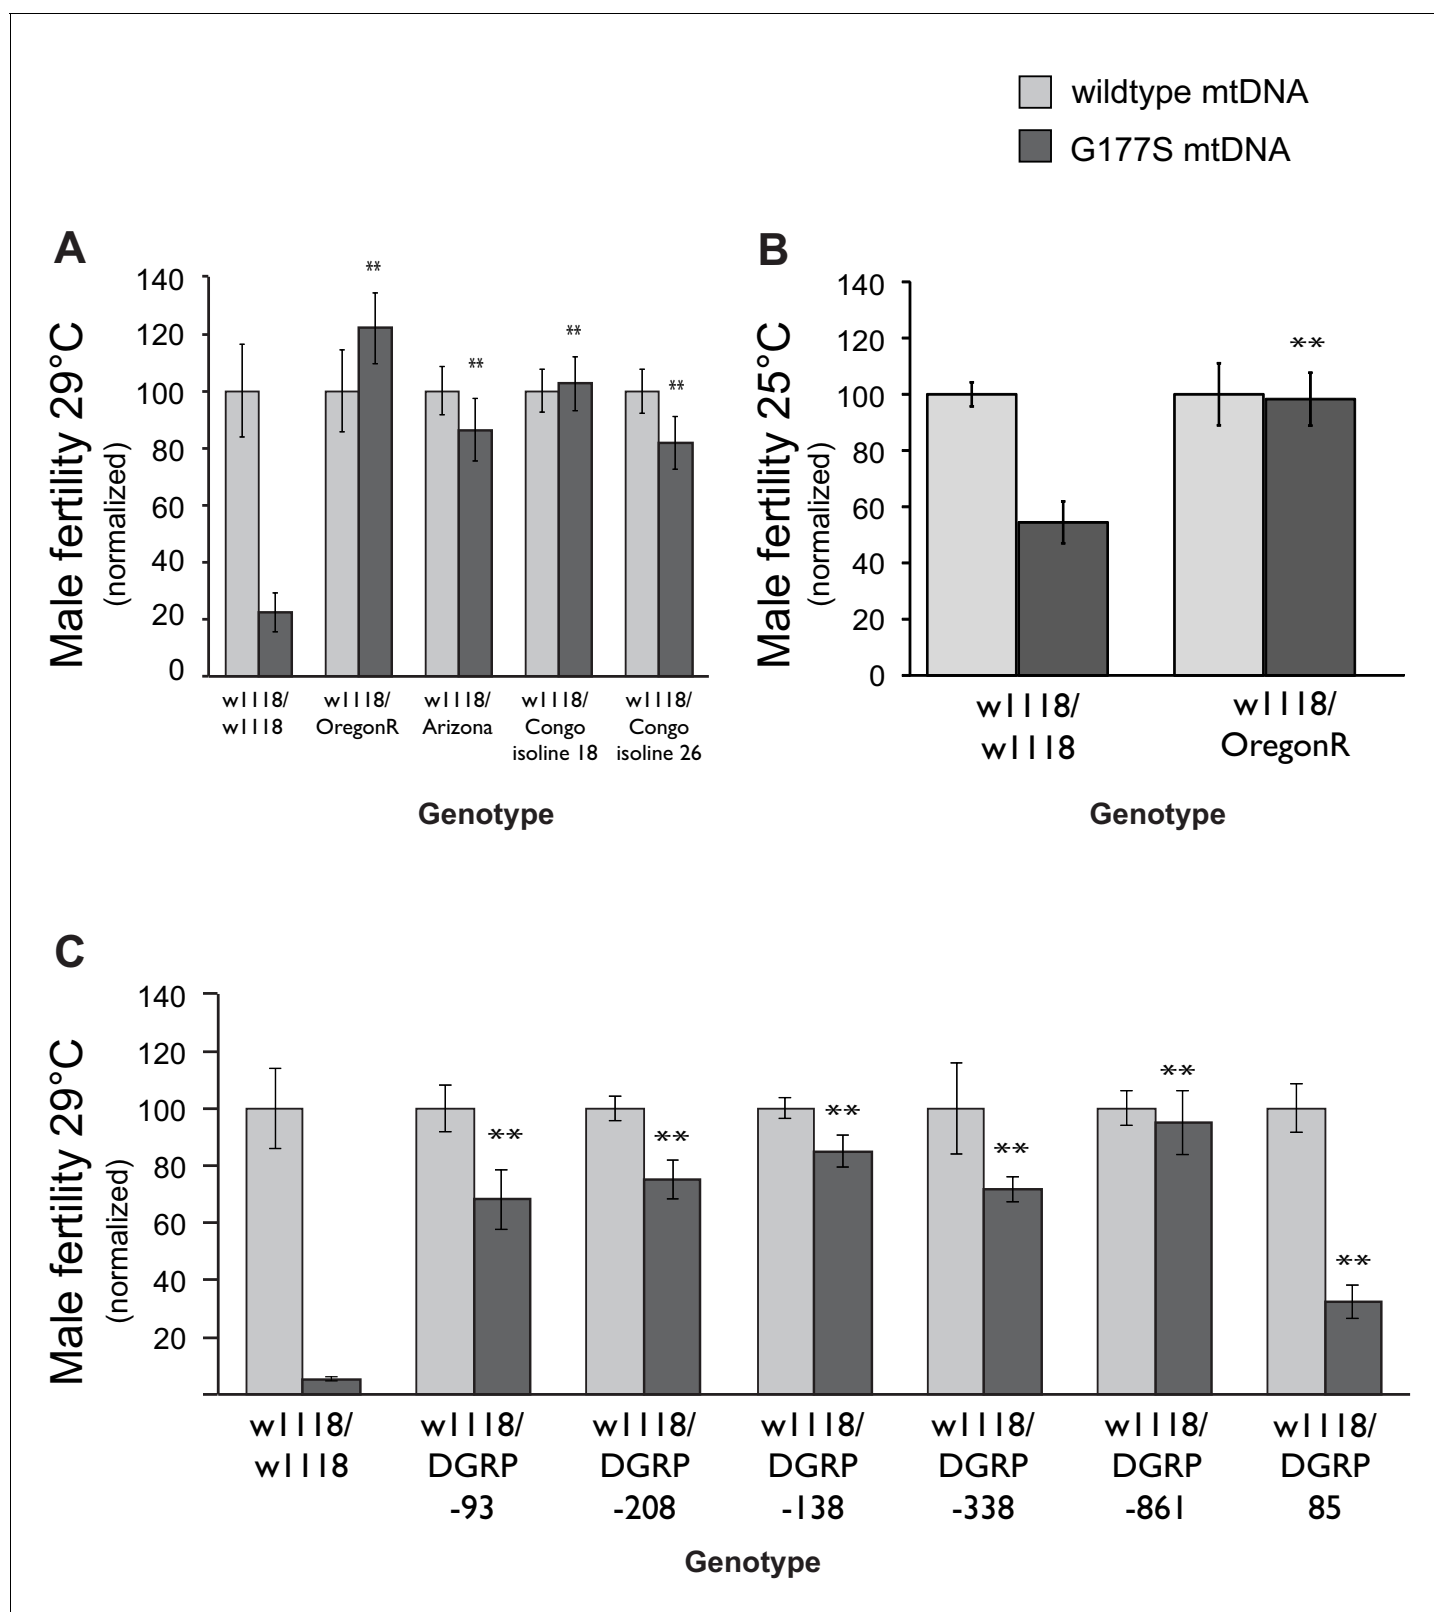 wildtype mtDNA
G177S mtDNA
A
Male fertility 29°C
(normalized)
140
120
100
80
60
40
20
0
**
**
**
**
w1118/ w1118/ w1118/ w1118/ w1118/
w1118 OregonR Arizona Congo Congo
isoline 18 isoline 26
Genotype
B
Male fertility 25°C
(normalized)
140
120
100
80
60
40
20
0
**
w1118/ w1118/
w1118 OregonR
Genotype
C
Male fertility 29°C
(normalized)
140
120
100
80
60
40
20
**
**
**
**
**
**
w1118/ w1118/ w1118/ w1118/ w1118/ w1118/ w1118/
w1118 DGRP DGRP DGRP DGRP DGRP DGRP
-93 -208 -138 -338 -861 85
Genotype